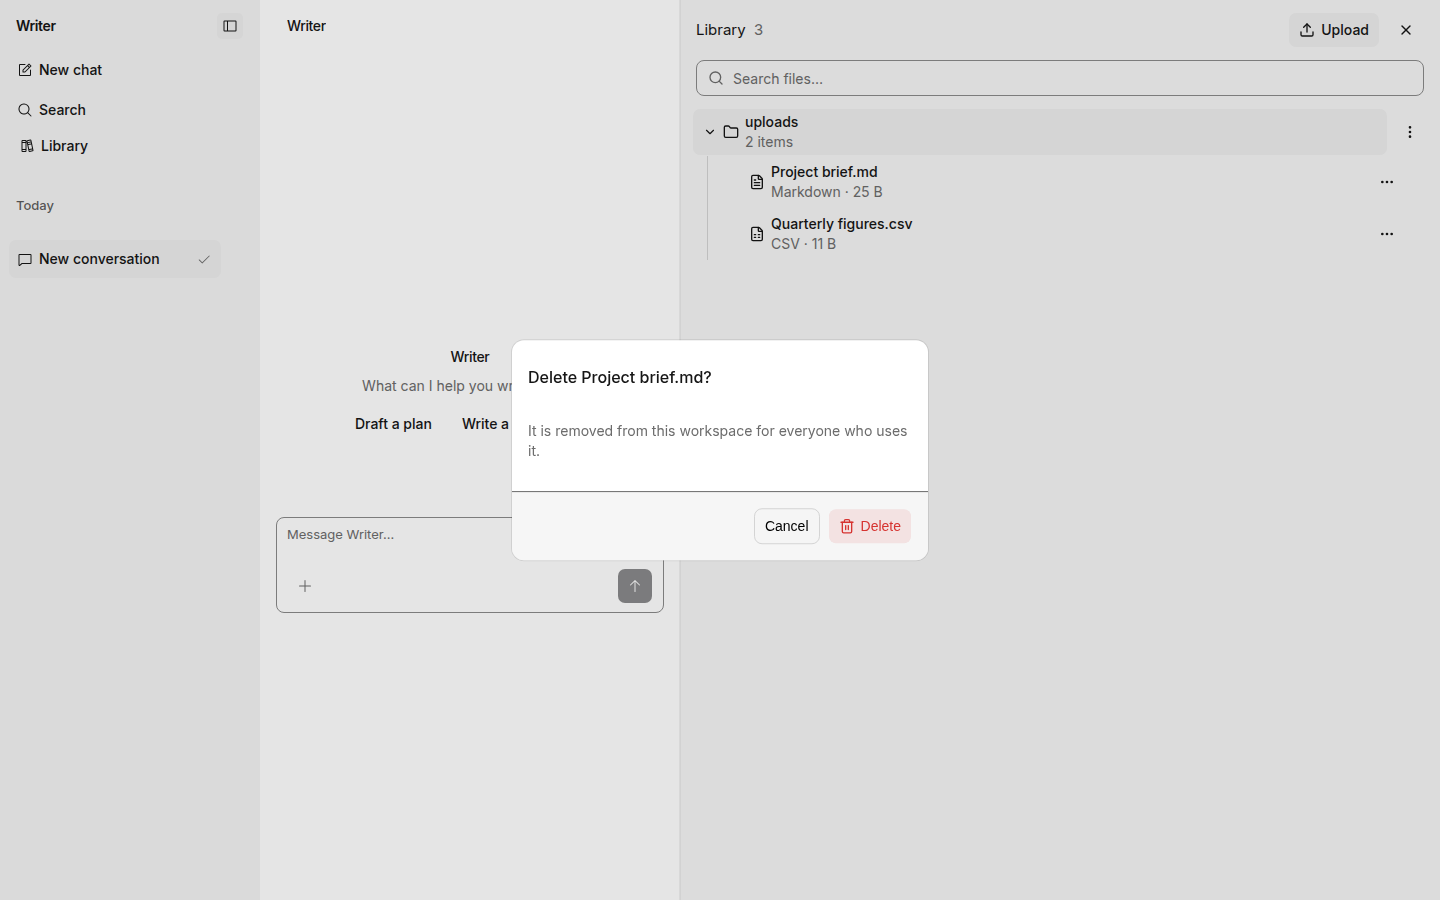 Writer
New chat
Search
Library
Today
New conversation
Writer
Writer
What can I help you wr
Draft a plan
Write a
Message Writer...
Library 3
Upload
Search files...
uploads
2 items
Project brief.md
Markdown · 25 B
Quarterly figures.csv
CSV · 11 B
Delete Project brief.md?
It is removed from this workspace for everyone who uses
it.
Cancel
Delete